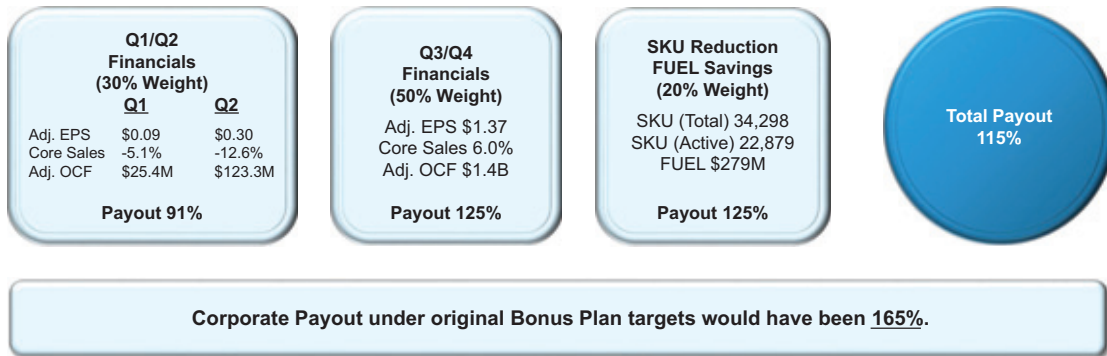 Q1/Q2
Financials
(30% Weight)
Q1 Q2
Adj. EPS $0.09 $0.30
Core Sales -5.1% -12.6%
Adj. OCF $25.4M $123.3M
Payout 91%
Q3/Q4
Financials
(50% Weight)
Adj. EPS $1.37
Core Sales 6.0%
Adj. OCF $1.4B
Payout 125%
SKU Reduction
FUEL Savings
(20% Weight)
SKU (Total) 34,298
SKU (Active) 22,879
FUEL $279M
Payout 125%
Total Payout
115%
Corporate Payout under original Bonus Plan targets would have been 165%.